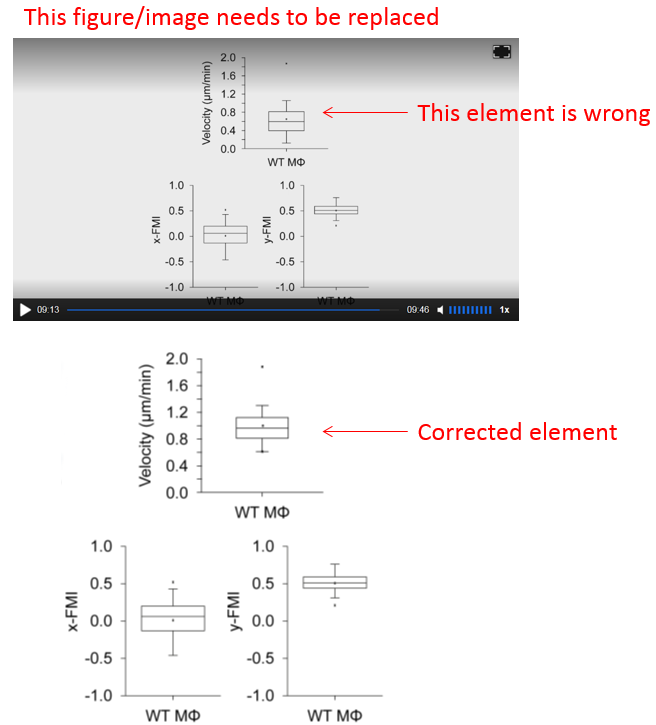 This figure/image needs to be replaced
2.0
1.6
1.2
0.8
0.4
0.0
Velocity (µm/min)
WT MΦ
This element is wrong
1.0
0.5
0.0
-0.5
-1.0
x-FMI
WT MΦ
1.0
0.5
0.0
-0.5
-1.0
y-FMI
WT MΦ
09:13
09:46
1x
2.0
1.6
1.2
0.8
0.4
0.0
Velocity (µm/min)
WT MΦ
Corrected element
1.0
0.5
0.0
-0.5
-1.0
x-FMI
WT MΦ
1.0
0.5
0.0
-0.5
-1.0
y-FMI
WT MΦ